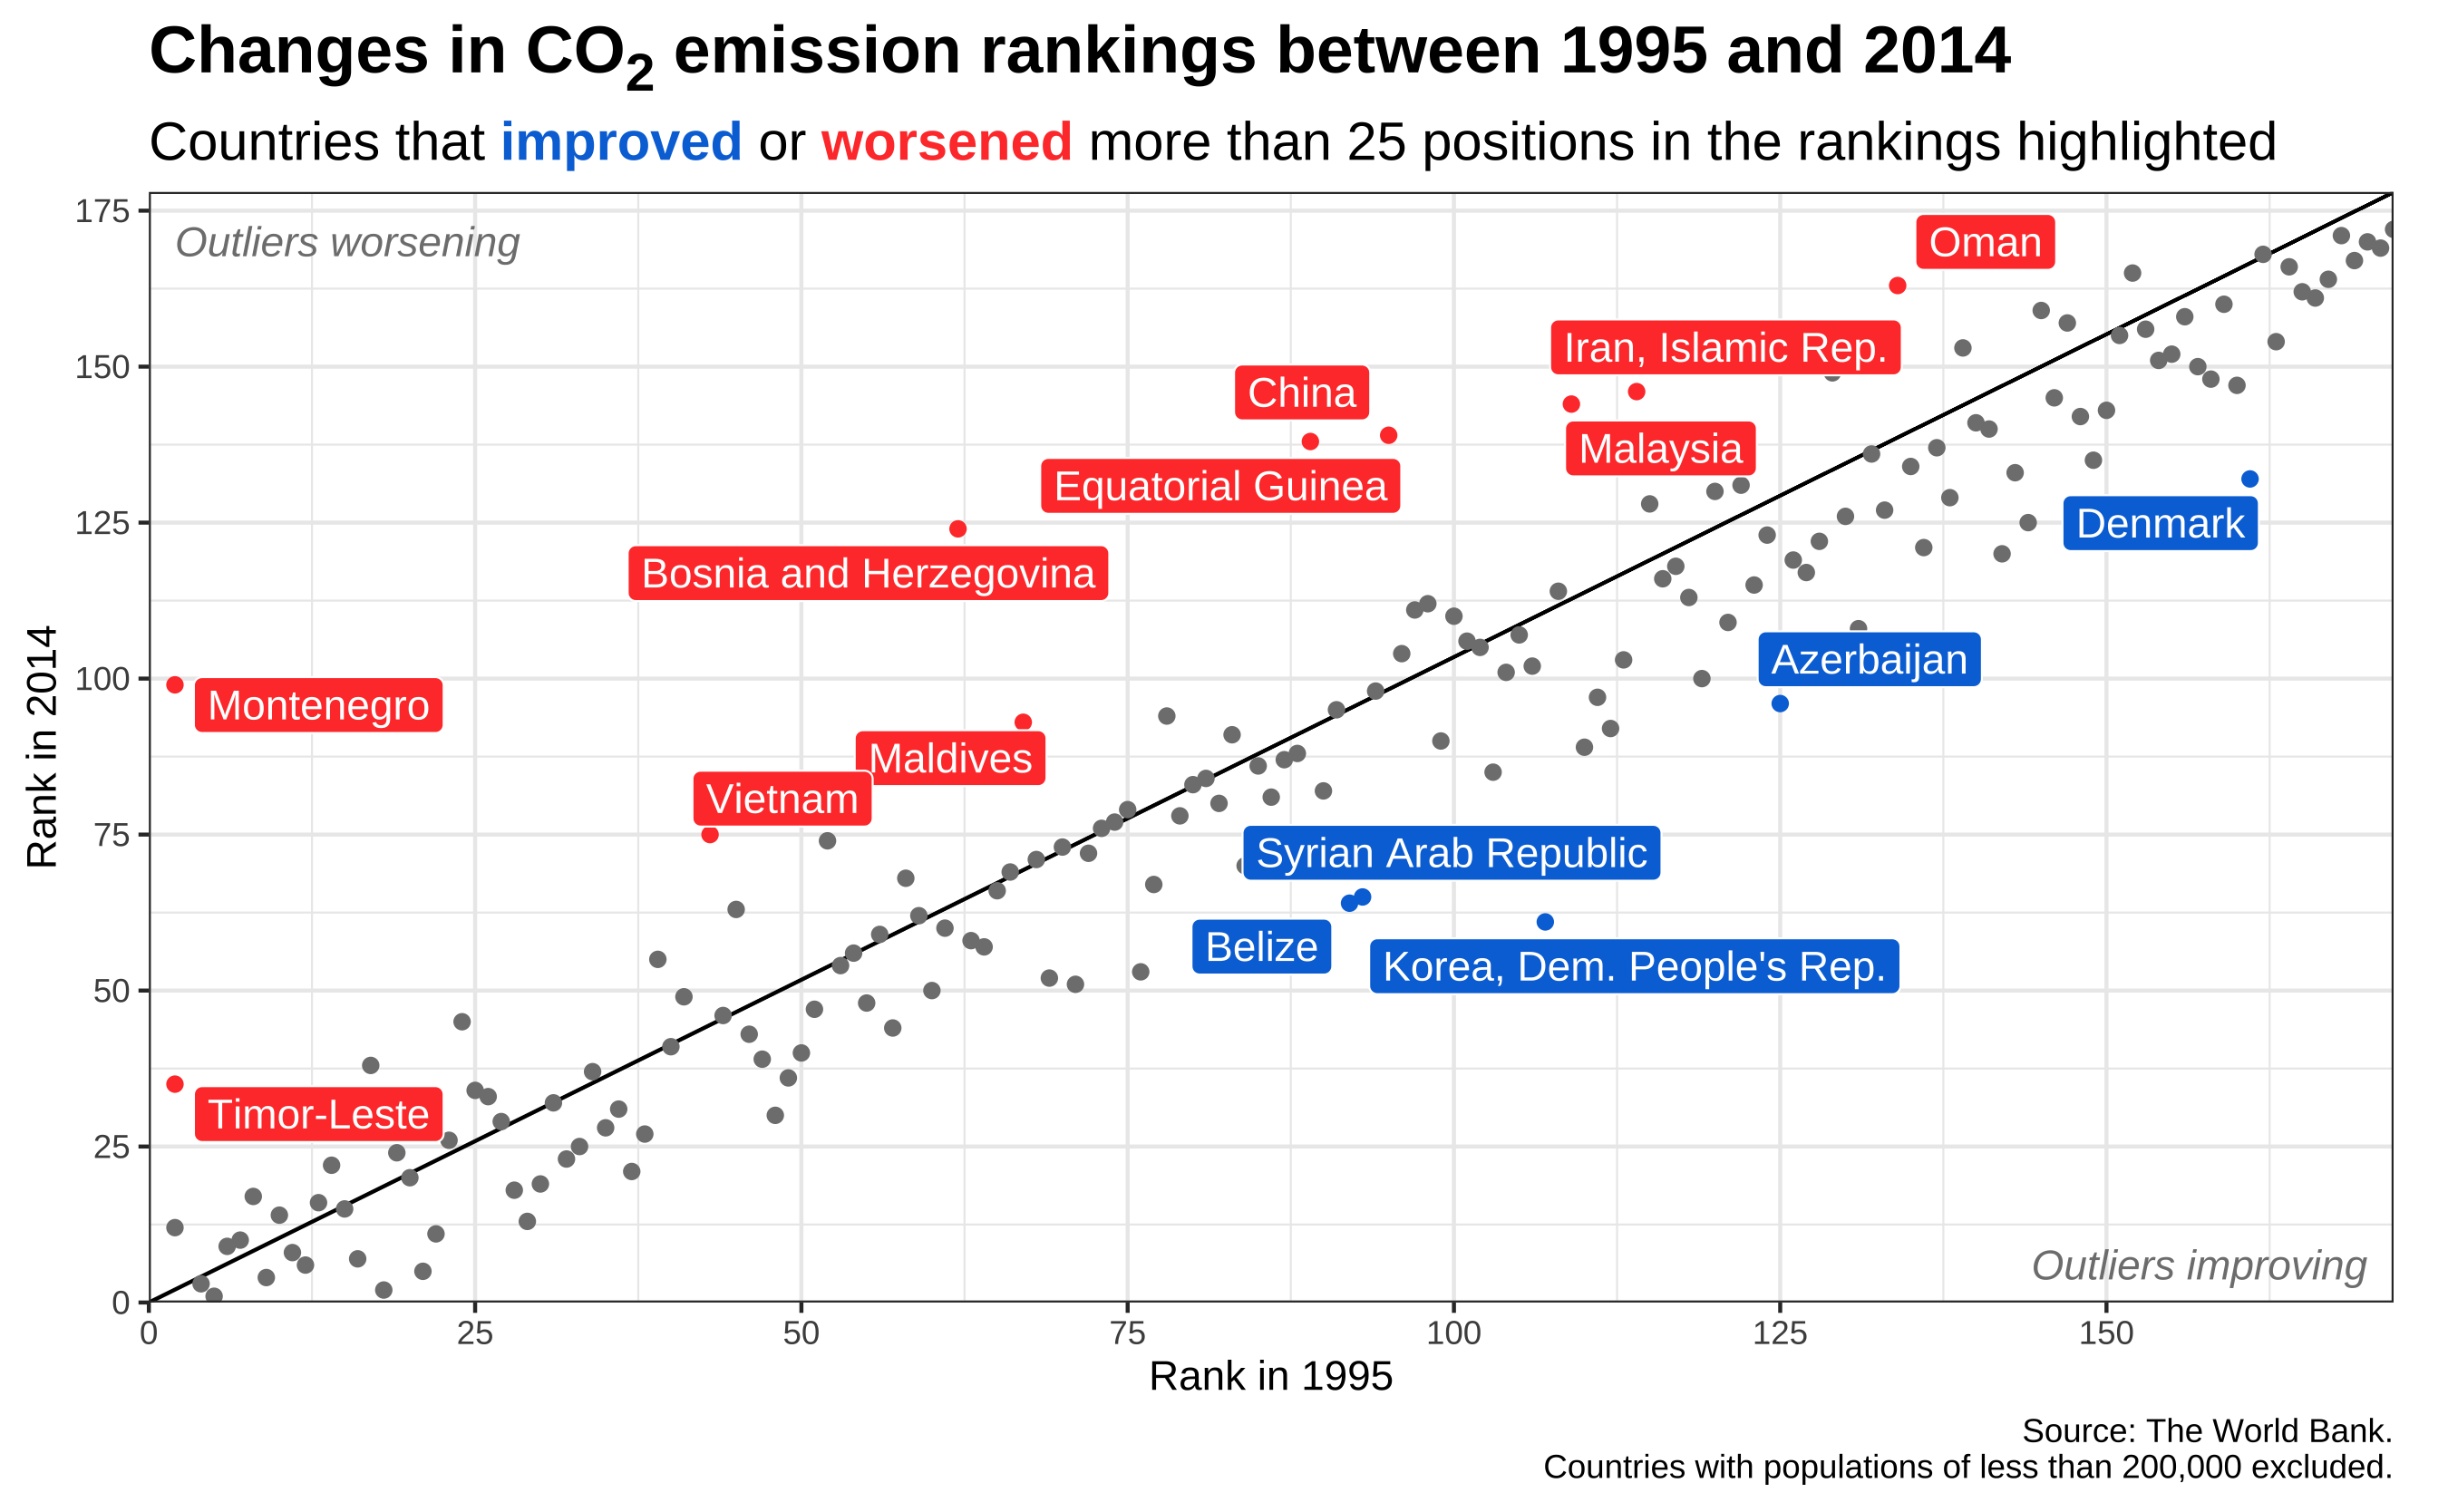 Changes in CO₂ emission rankings between 1995 and 2014
Countries that improved or worsened more than 25 positions in the rankings highlighted
175
Outliers worsening
Oman
Iran, Islamic Rep.
150
China
Malaysia
Equatorial Guinea
125
Denmark
Bosnia and Herzegovina
Azerbaijan
100
Montenegro
Maldives
Vietnam
75
Syrian Arab Republic
Belize
Korea, Dem. People's Rep.
50
Timor-Leste
25
Outliers improving
0
Rank in 2014
0 25 50 75 100 125 150
Rank in 1995
Source: The World Bank.
Countries with populations of less than 200,000 excluded.